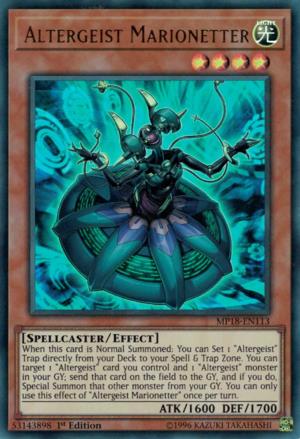 ALTERGEIST MARIONETTER
LIGHT
光
MP18-EN113
[SPELLCASTER/EFFECT]
When this card is Normal Summoned: You can Set 1 "Altergeist"
Trap directly from your Deck to your Spell & Trap Zone. You can
target 1 "Altergeist" card you control and 1 "Altergeist" monster
in your GY; send that card on the field to the GY, and if you do,
Special Summon that other monster from your GY. You can only
use this effect of "Altergeist Marionetter" once per turn.
ATK/1600 DEF/1700
53143898 1st Edition ©1996 KAZUKI TAKAHASHI